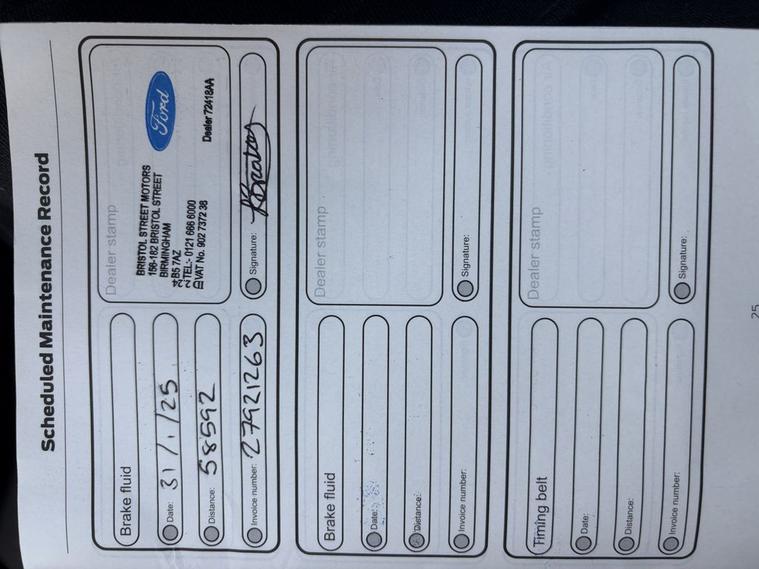 Scheduled Maintenance Record
Brake fluid
Date: 31/1/25
Distance: 58592
Invoice number: 27921263
Dealer stamp
BRISTOL STREET MOTORS
156-182 BRISTOL STREET
BIRMINGHAM
B5 7AZ
TEL:- 0121 666 6000
VAT No. 902 7372 38
Ford
Dealer 72418AA
Signature:
Brake fluid
Date:
Distance:
Invoice number:
Dealer stamp
Signature:
Timing belt
Date:
Distance:
Invoice number:
Dealer stamp
Signature:
25